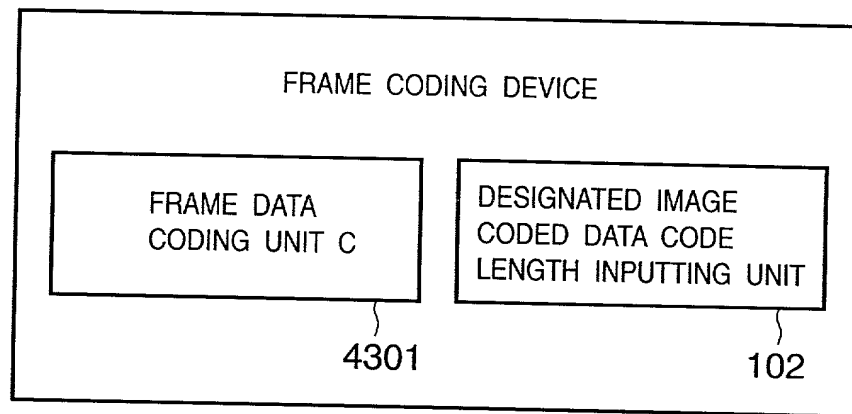 FRAME CODING DEVICE
FRAME DATA
CODING UNIT C
4301
DESIGNATED IMAGE
CODED DATA CODE
LENGTH INPUTTING UNIT
102